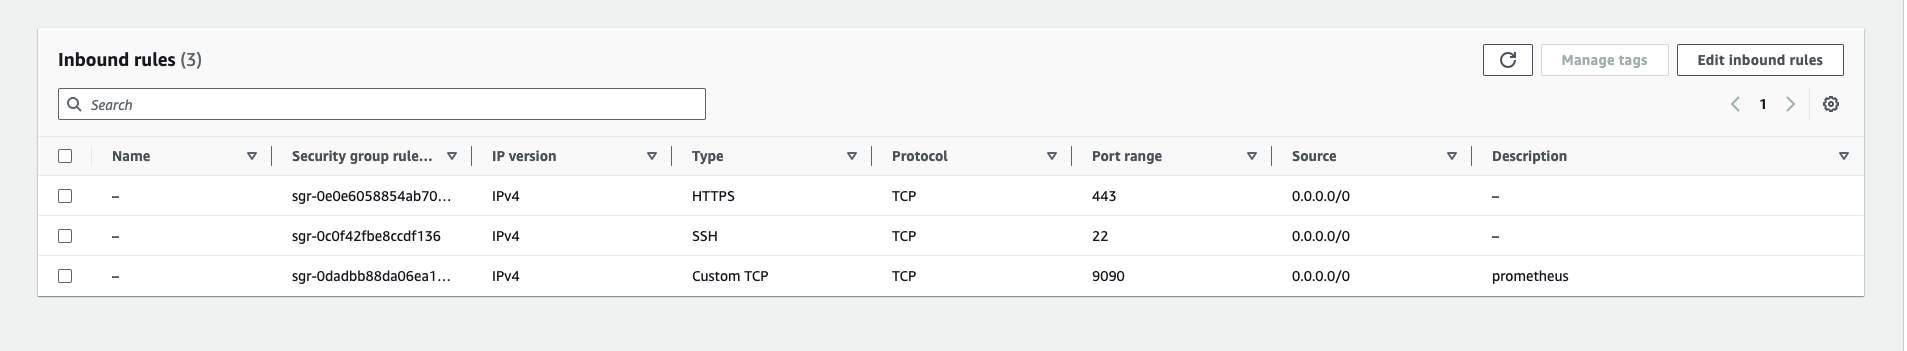 Inbound rules (3)
Manage tags
Edit inbound rules
Search
1
Name Security group rule... IP version Type Protocol Port range Source Description
– sgr-0e0e6058854ab70... IPv4 HTTPS TCP 443 0.0.0.0/0 –
– sgr-0c0f42fbe8ccdf136 IPv4 SSH TCP 22 0.0.0.0/0 –
– sgr-0dadbb88da06ea1... IPv4 Custom TCP TCP 9090 0.0.0.0/0 prometheus